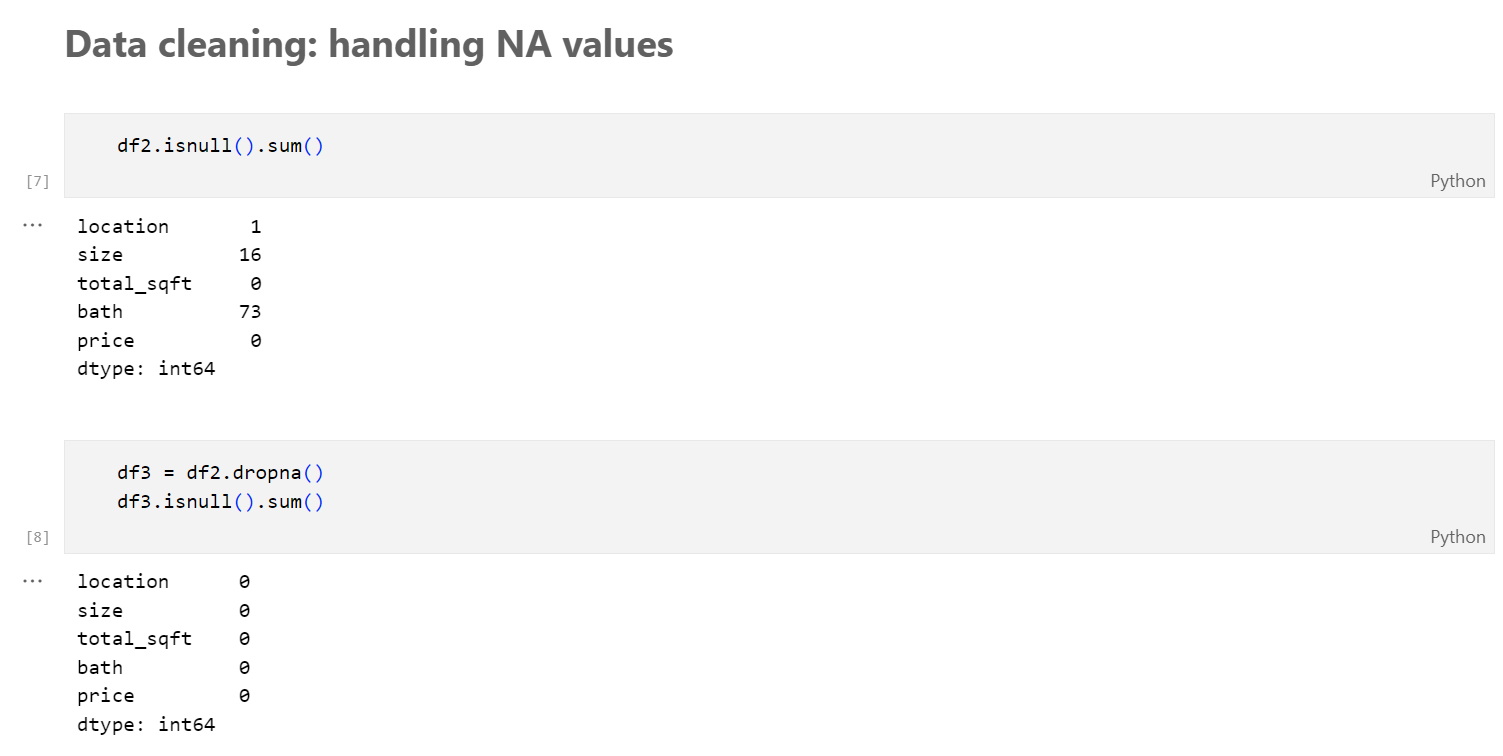 Data cleaning: handling NA values
df2.isnull().sum()
[7]
Python
...
location 1
size 16
total_sqft 0
bath 73
price 0
dtype: int64
df3 = df2.dropna()
df3.isnull().sum()
[8]
Python
...
location 0
size 0
total_sqft 0
bath 0
price 0
dtype: int64